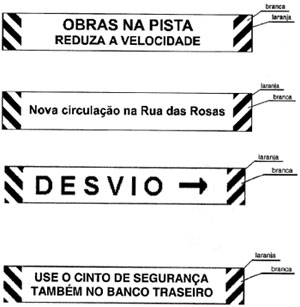 branca
laranja
OBRAS NA PISTA
REDUZA A VELOCIDADE
laranja
branca
Nova circulação na Rua das Rosas
laranja
branca
DESVIO →
laranja
branca
USE O CINTO DE SEGURANÇA
TAMBÉM NO BANCO TRASEIRO